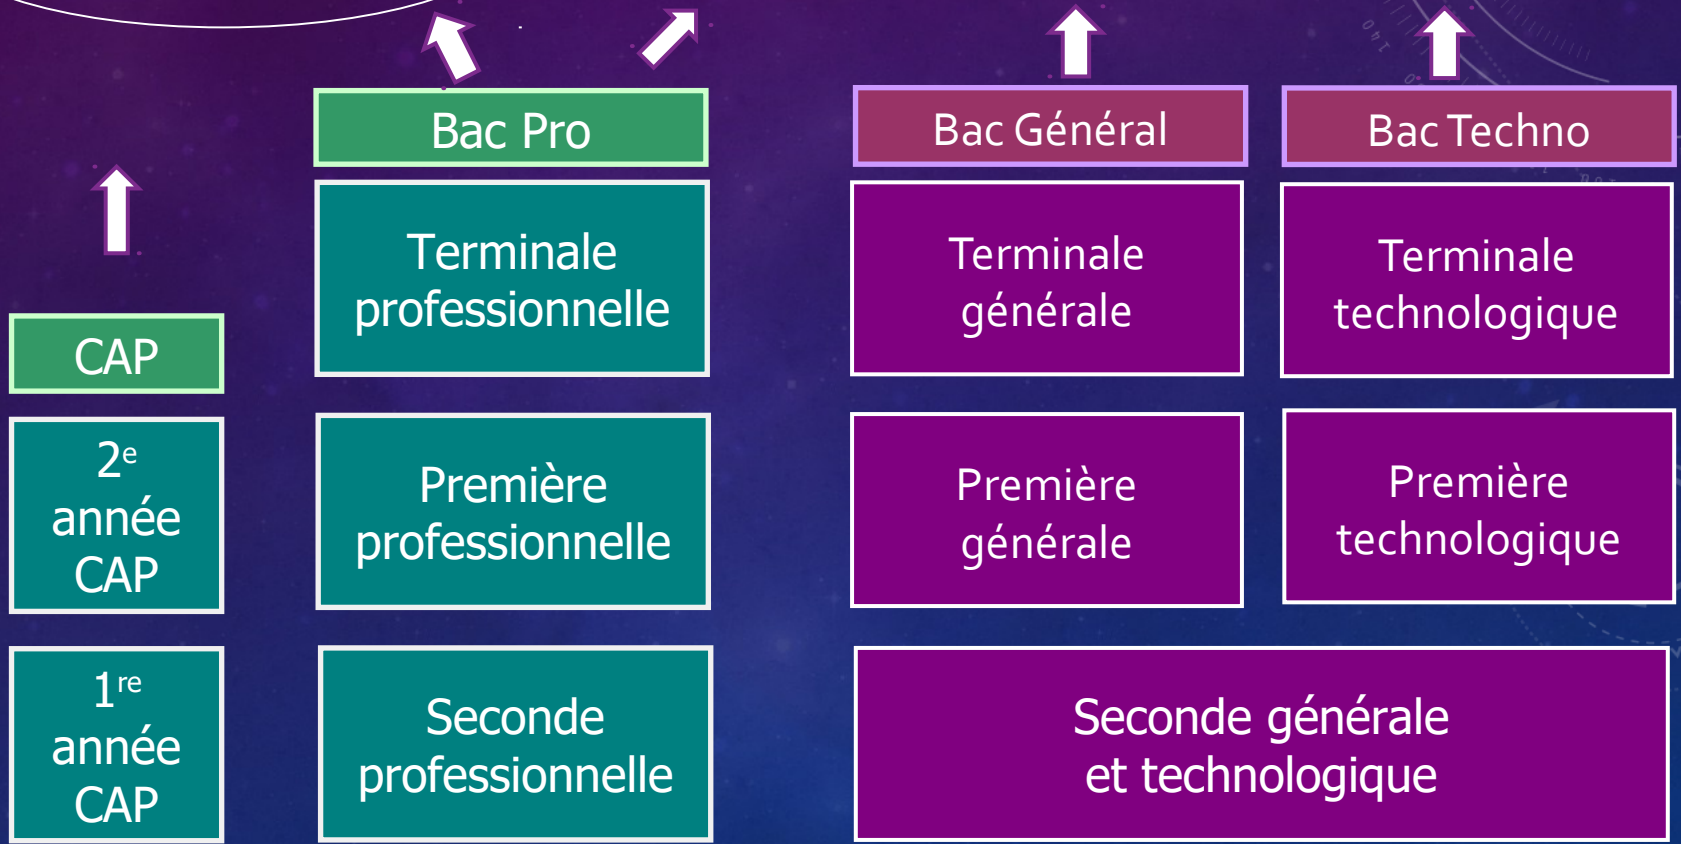 Bac Pro
Bac Général
Bac Techno
Terminale
professionnelle
Terminale
générale
Terminale
technologique
CAP
2e
année
CAP
Première
professionnelle
Première
générale
Première
technologique
1re
année
CAP
Seconde
professionnelle
Seconde générale
et technologique